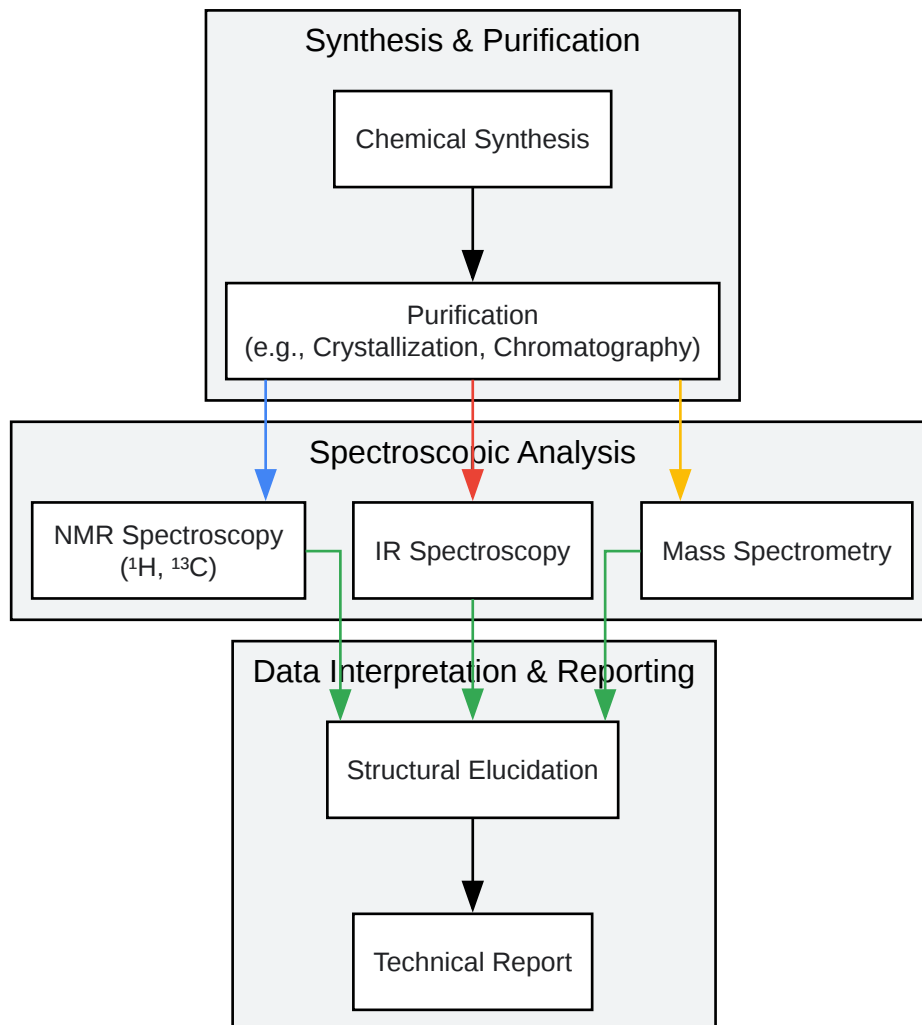 Synthesis & Purification
Chemical Synthesis
Purification
(e.g., Crystallization, Chromatography)
Spectroscopic Analysis
NMR Spectroscopy
(¹H, ¹³C)
IR Spectroscopy
Mass Spectrometry
Data Interpretation & Reporting
Structural Elucidation
Technical Report